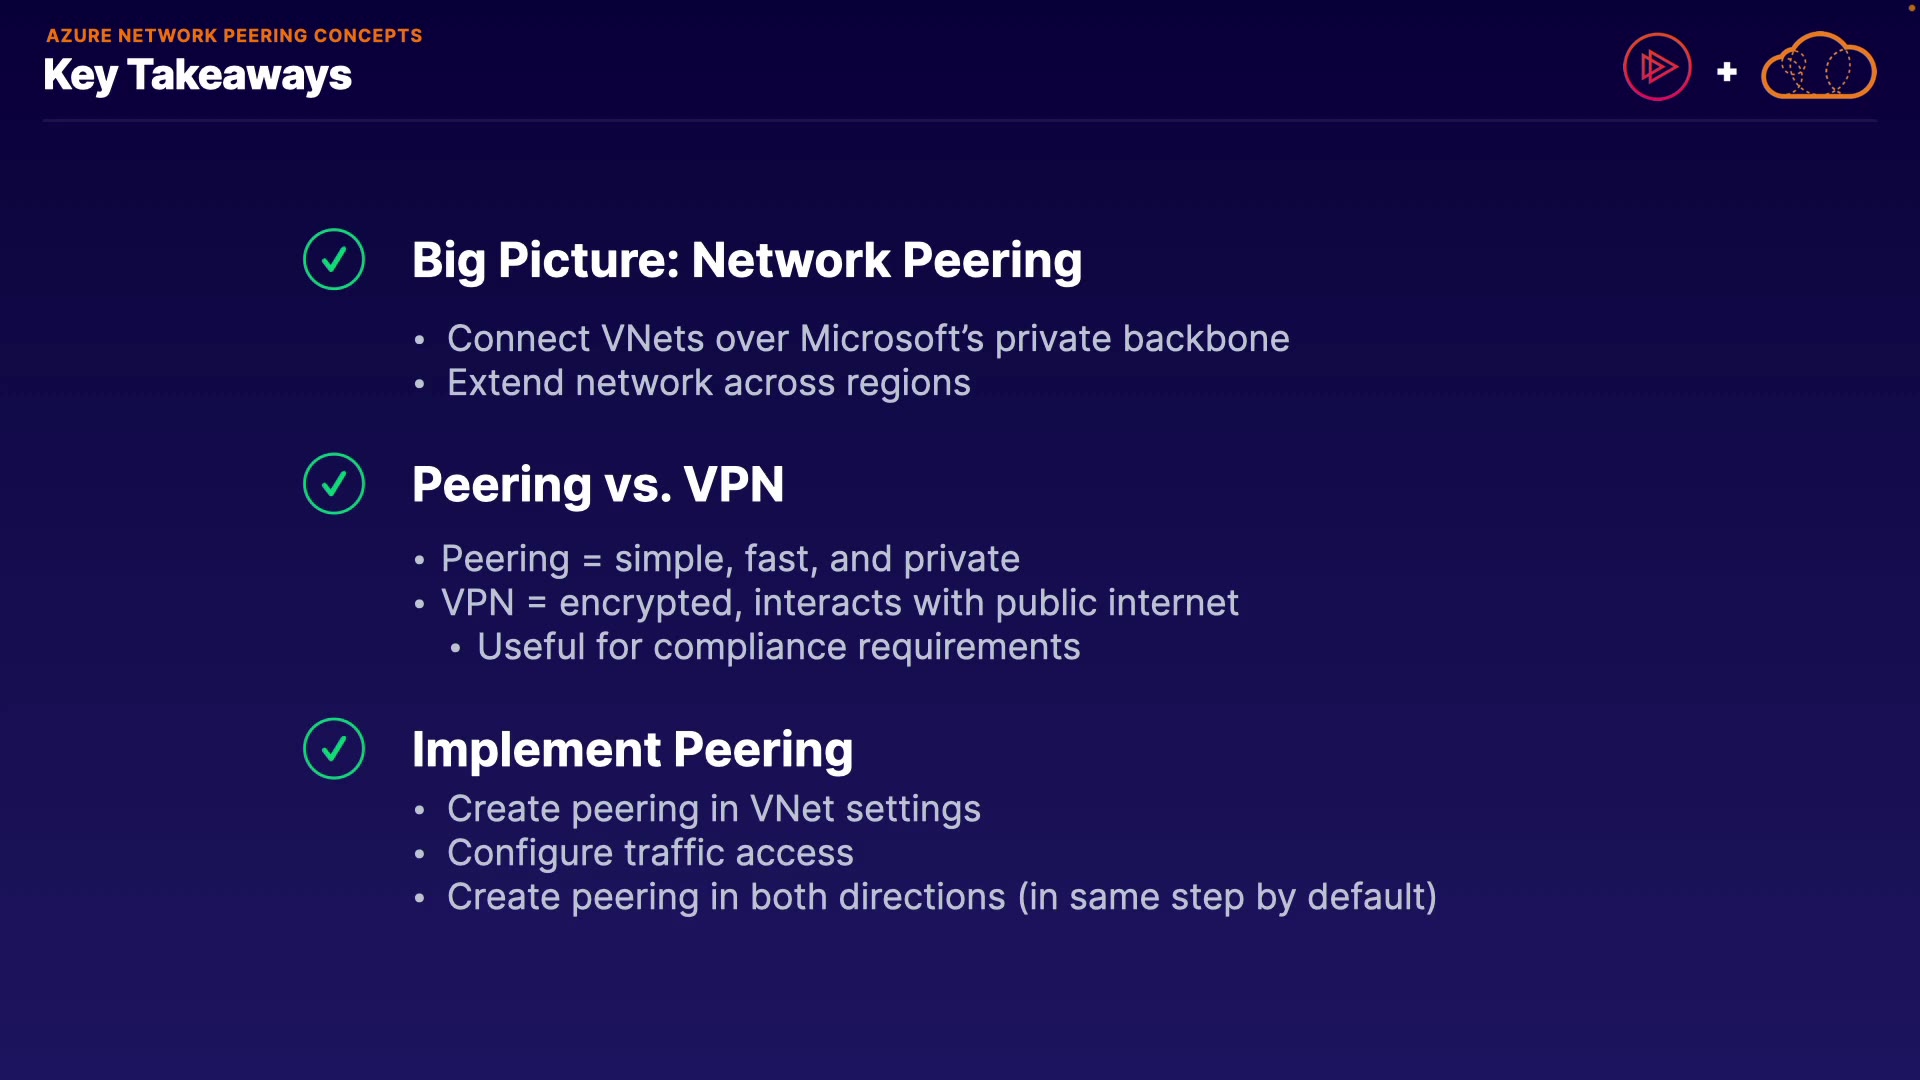 AZURE NETWORK PEERING CONCEPTS
Key Takeaways
Big Picture: Network Peering
• Connect VNets over Microsoft’s private backbone
• Extend network across regions
Peering vs. VPN
• Peering = simple, fast, and private
• VPN = encrypted, interacts with public internet
• Useful for compliance requirements
Implement Peering
• Create peering in VNet settings
• Configure traffic access
• Create peering in both directions (in same step by default)